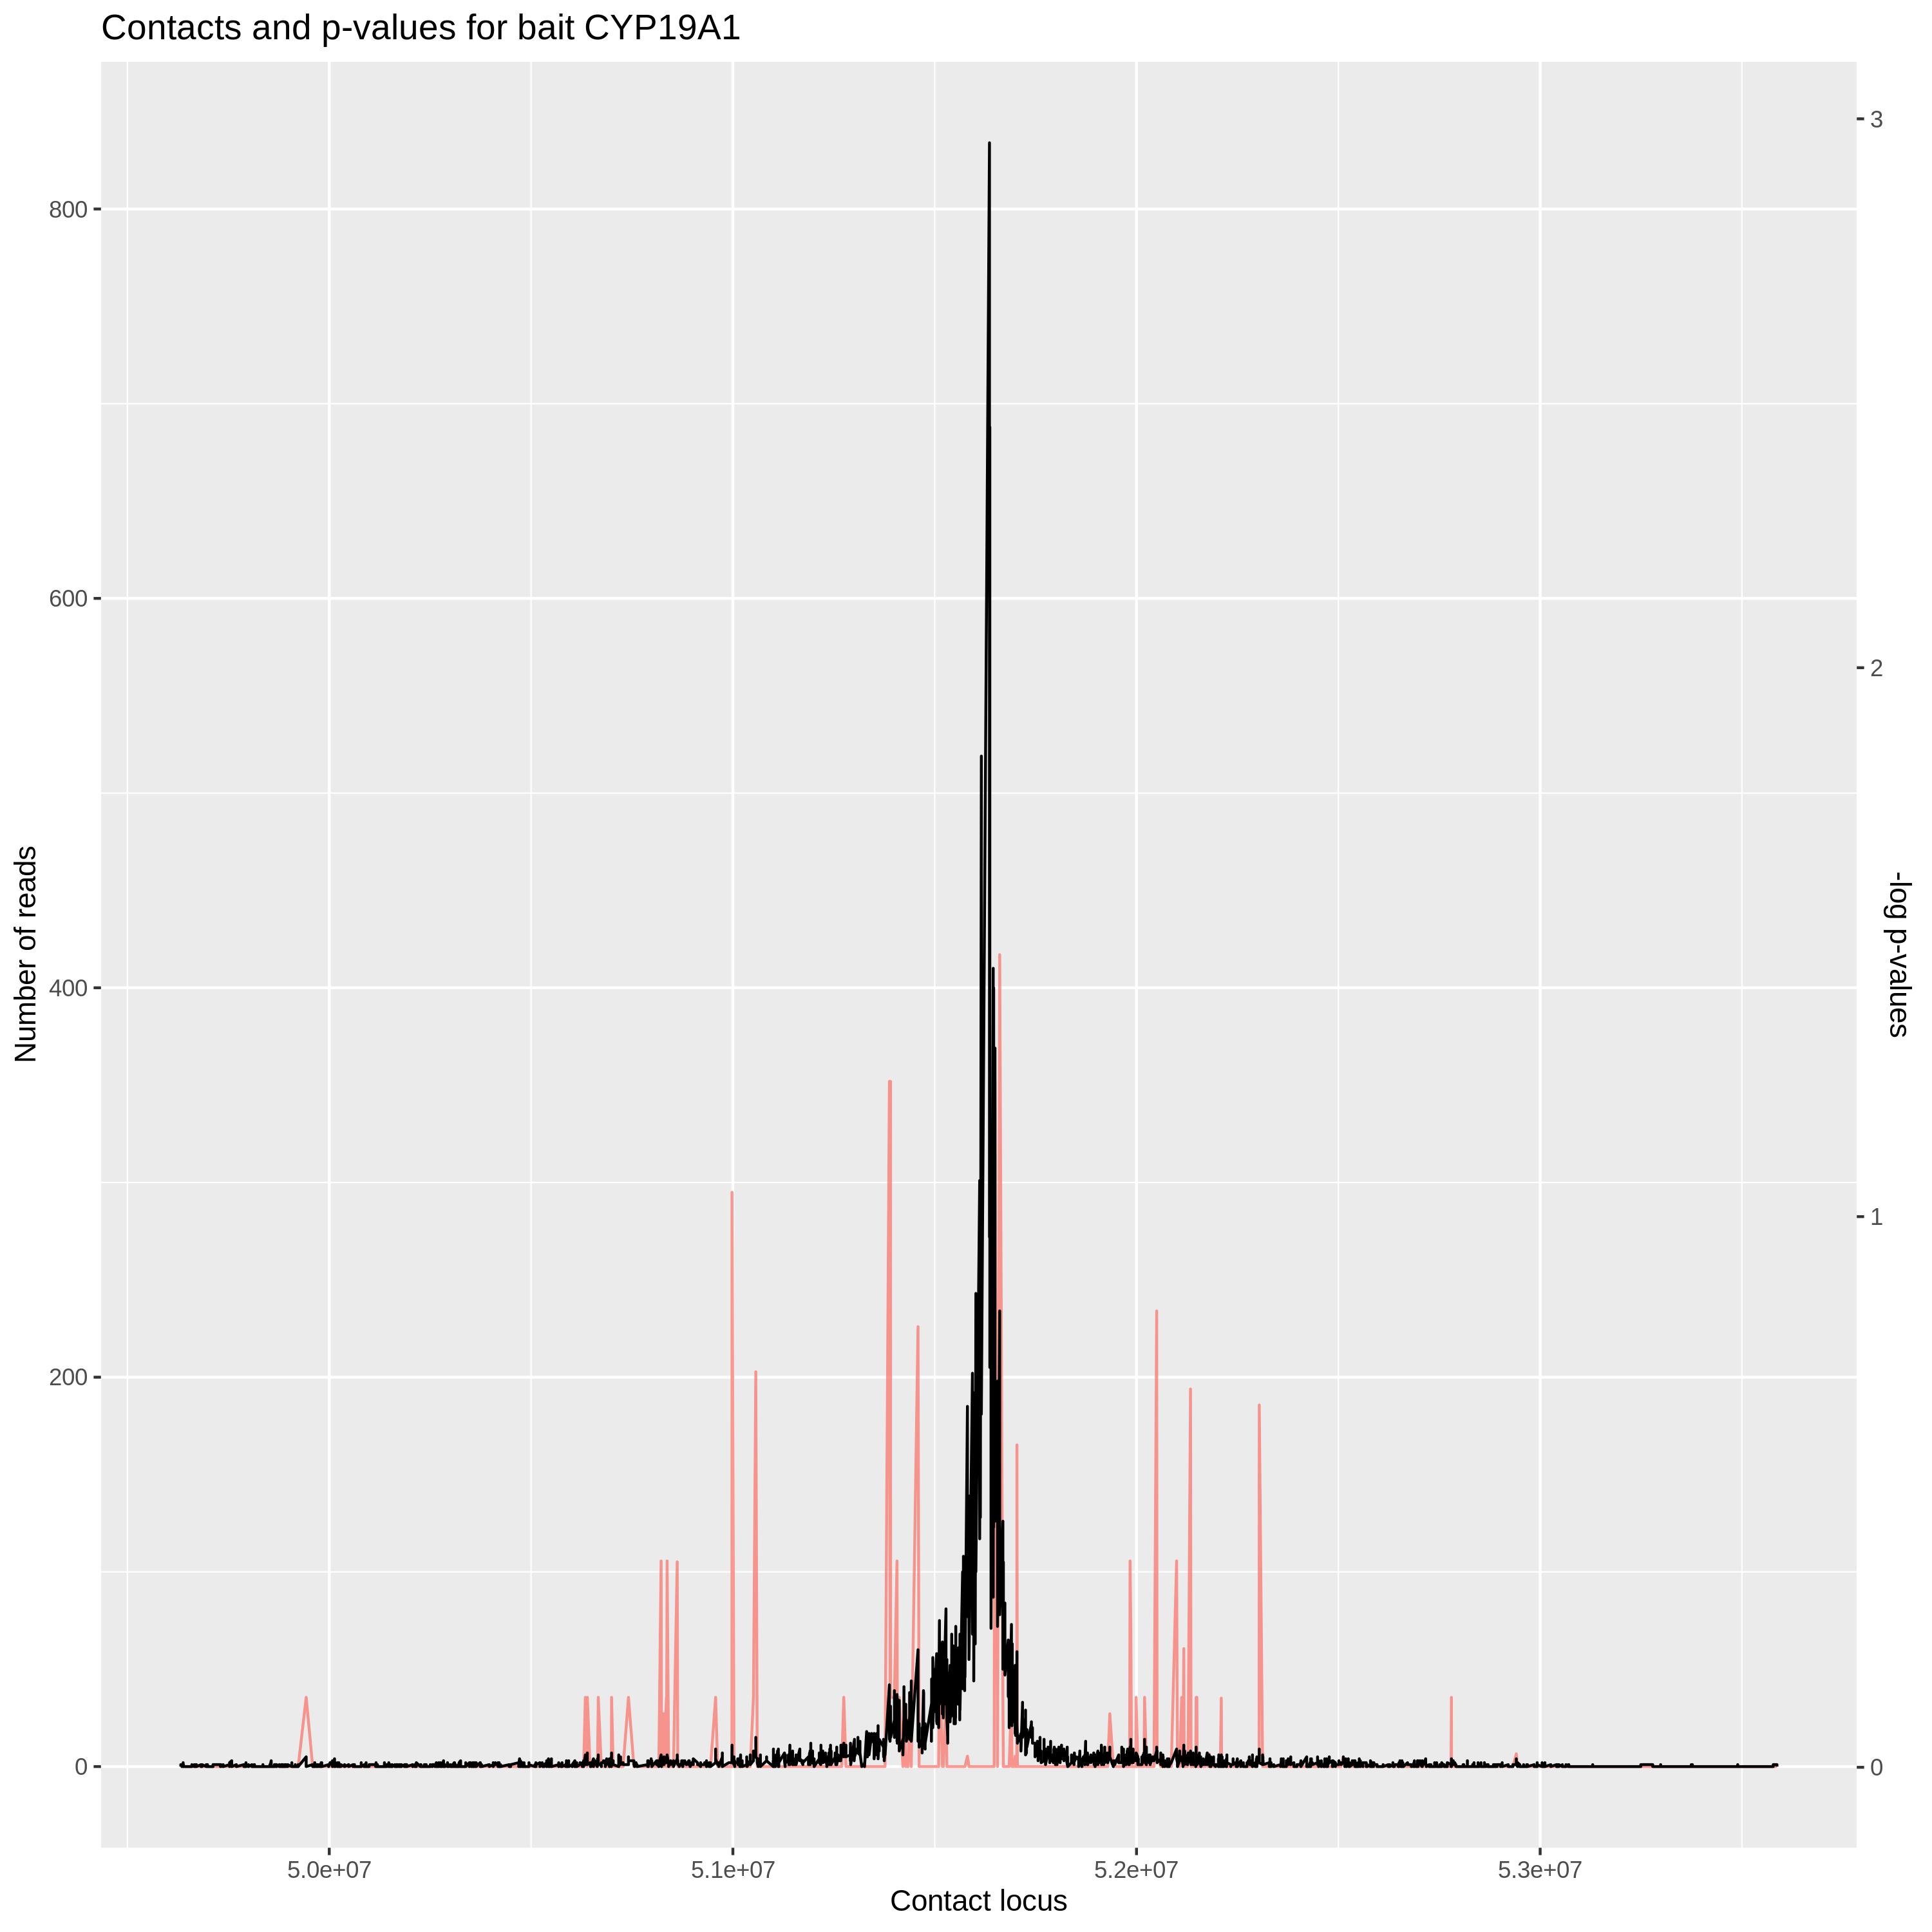 Contacts and p-values for bait CYP19A1
3
800
2
600
Number of reads
-log p-values
400
1
200
0
0
5.0e+07
5.1e+07
5.2e+07
5.3e+07
Contact locus